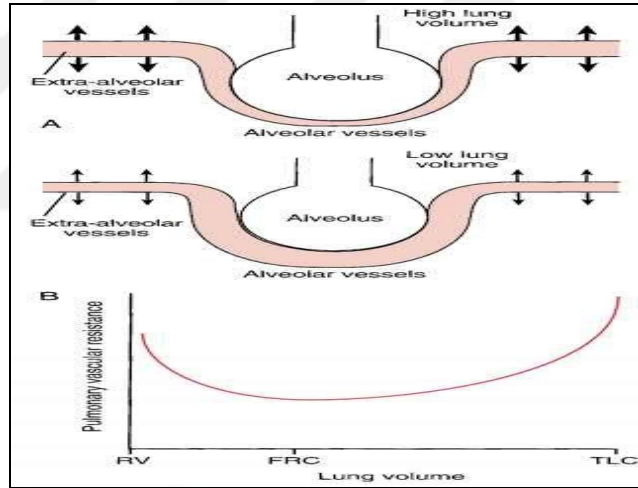 High lung
volume
Extra-alveolar
vessels
Alveolus
A
Alveolar vessels
Low lung
volume
Extra-alveolar
vessels
Alveolus
Alveolar vessels
B
Pulmonary vascular resistance
RV
FRC
TLC
Lung volume